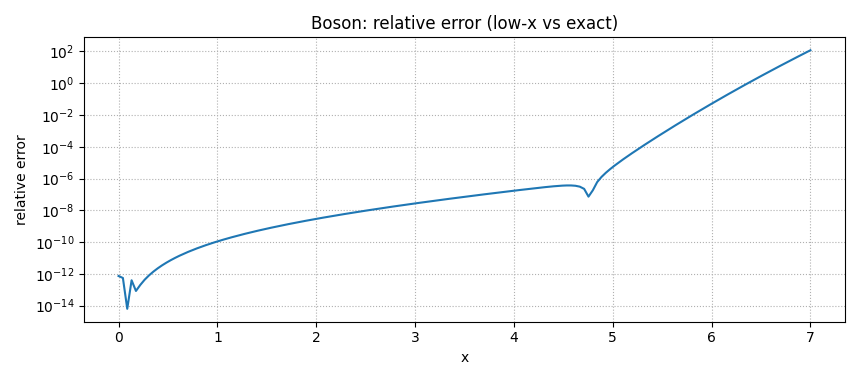 Boson: relative error (low-x vs exact)
relative error
10²
10⁰
10⁻²
10⁻⁴
10⁻⁶
10⁻⁸
10⁻¹⁰
10⁻¹²
10⁻¹⁴
0 1 2 3 4 5 6 7
x